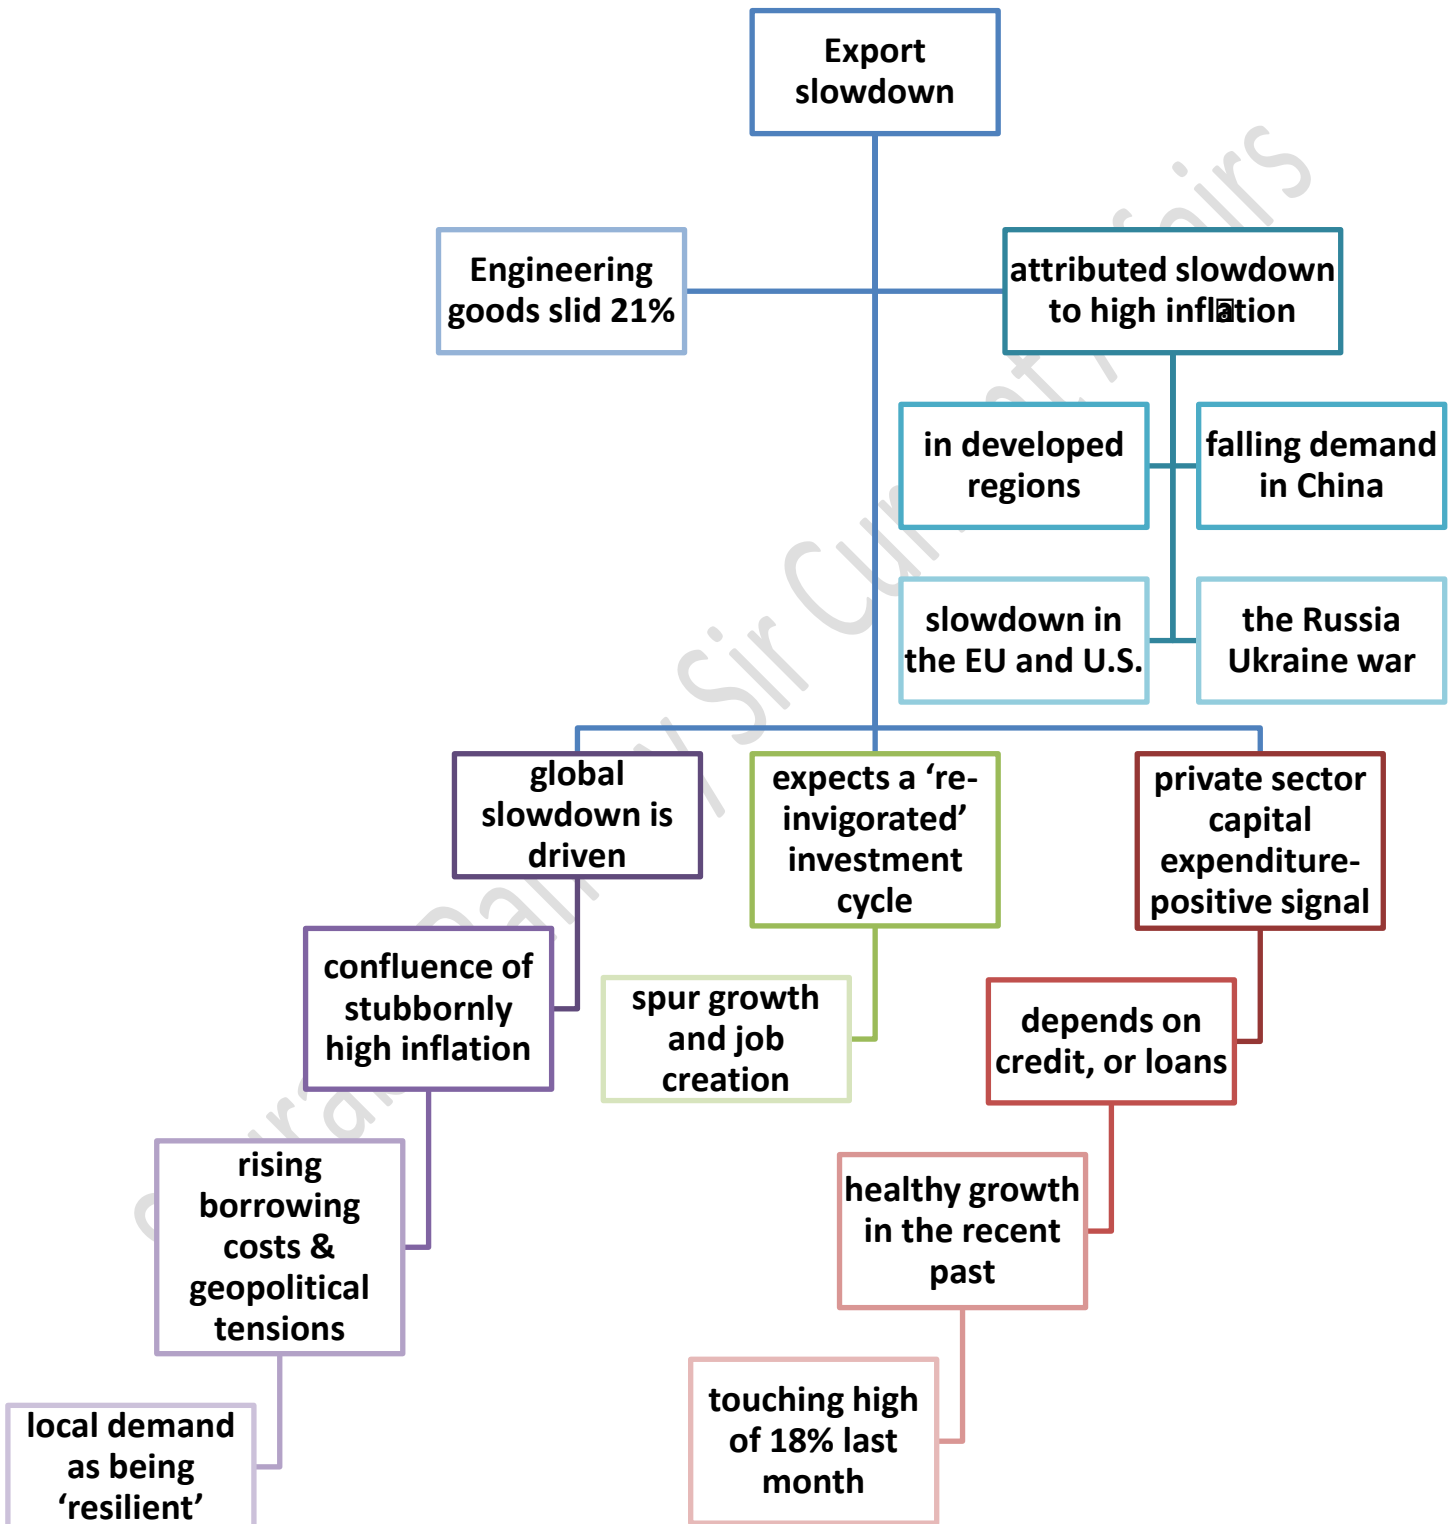 Export
slowdown
Engineering
goods slid 21%
attributed slowdown
to high inflation
in developed
regions
falling demand
in China
slowdown in
the EU and U.S.
the Russia
Ukraine war
global
slowdown is
driven
expects a ‘re-
invigorated’
investment
cycle
private sector
capital
expenditure-
positive signal
confluence of
stubbornly
high inflation
spur growth
and job
creation
depends on
credit, or loans
rising
borrowing
costs &
geopolitical
tensions
healthy growth
in the recent
past
local demand
as being
‘resilient’
touching high
of 18% last
month
Sir